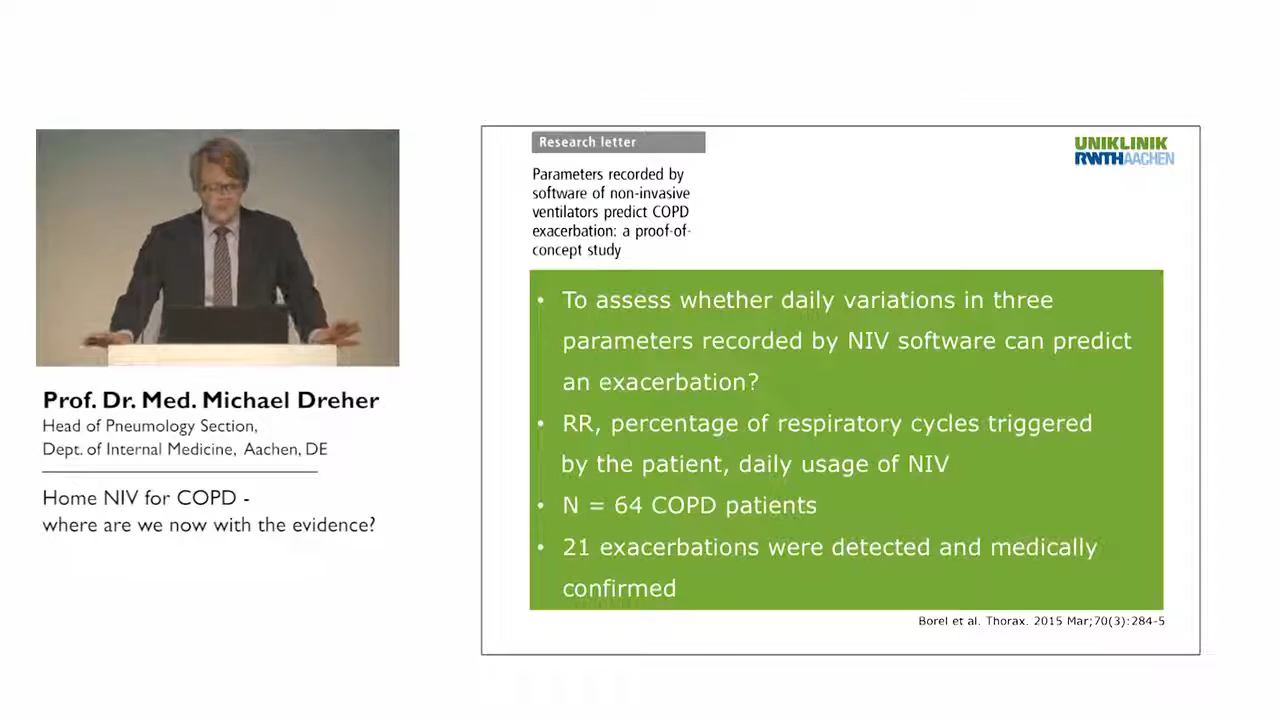 Prof. Dr. Med. Michael Dreher
Head of Pneumology Section,
Dept. of Internal Medicine, Aachen, DE
Home NIV for COPD -
where are we now with the evidence?
Research letter
UNIKLINIK
RWTHAACHEN
Parameters recorded by
software of non-invasive
ventilators predict COPD
exacerbation: a proof-of-
concept study
• To assess whether daily variations in three
parameters recorded by NIV software can predict
an exacerbation?
• RR, percentage of respiratory cycles triggered
by the patient, daily usage of NIV
• N = 64 COPD patients
• 21 exacerbations were detected and medically
confirmed
Borel et al. Thorax. 2015 Mar;70(3):284-5